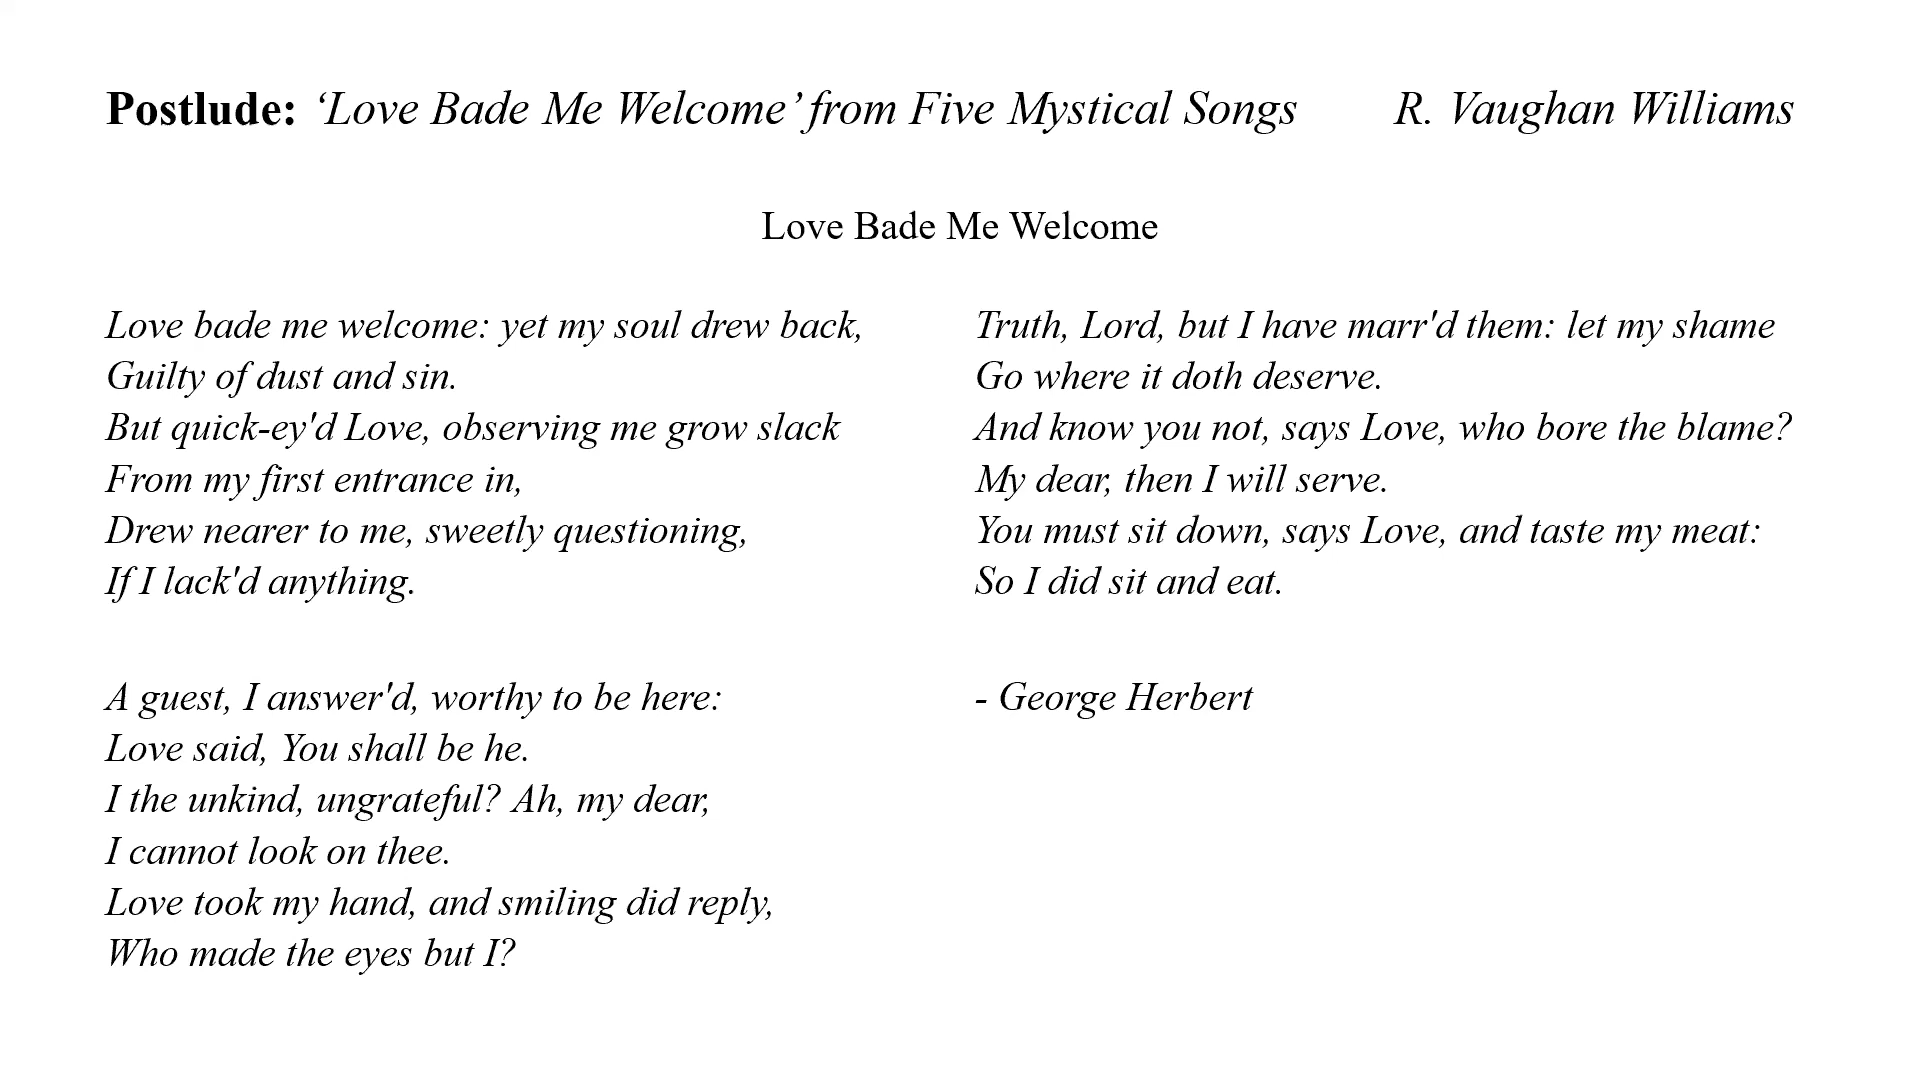 Postlude: ‘Love Bade Me Welcome’ from Five Mystical Songs R. Vaughan Williams
Love Bade Me Welcome
Love bade me welcome: yet my soul drew back,
Guilty of dust and sin.
But quick-ey'd Love, observing me grow slack
From my first entrance in,
Drew nearer to me, sweetly questioning,
If I lack'd anything.
A guest, I answer'd, worthy to be here:
Love said, You shall be he.
I the unkind, ungrateful? Ah, my dear,
I cannot look on thee.
Love took my hand, and smiling did reply,
Who made the eyes but I?
Truth, Lord, but I have marr'd them: let my shame
Go where it doth deserve.
And know you not, says Love, who bore the blame?
My dear, then I will serve.
You must sit down, says Love, and taste my meat:
So I did sit and eat.
- George Herbert